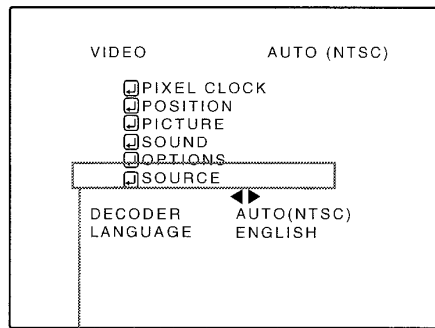 VIDEO AUTO (NTSC)
PIXEL CLOCK
POSITION
PICTURE
SOUND
OPTIONS
SOURCE
DECODER AUTO(NTSC)
LANGUAGE ENGLISH